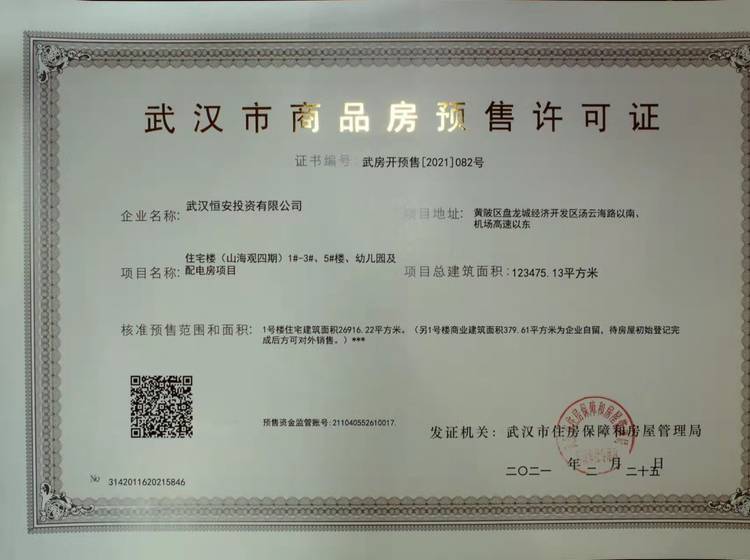 武汉市商品房预售许可证
证书编号: 武房开预售[2021]082号
企业名称: 武汉恒安投资有限公司
项目地址: 黄陂区盘龙城经济开发区汤云海路以南、
机场高速以东
项目名称: 住宅楼（山海观四期）1#-3#、5#楼、幼儿园及
配电房项目
项目总建筑面积: 123475.13平方米
核准预售范围和面积: 1号楼住宅建筑面积26916.22平方米。（另1号楼商业建筑面积379.61平方米为企业自留，待房屋初始登记完
成后方可对外销售。）***
预售资金监管账号: 211040552610017.
发证机关: 武汉市住房保障和房屋管理局
二〇二一 年 二 月 二十五 日
No 3142011620215846